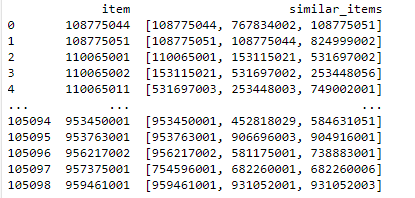 item similar_items
0 108775044 [108775044, 767834002, 108775051]
1 108775051 [108775051, 108775044, 824999002]
2 110065001 [110065001, 153115021, 531697002]
3 110065002 [153115021, 531697002, 253448056]
4 110065011 [531697003, 253448003, 749002001]
... ... ...
105094 953450001 [953450001, 452818029, 584631051]
105095 953763001 [953763001, 906696003, 904916001]
105096 956217002 [956217002, 581175001, 738883001]
105097 957375001 [754596001, 682260001, 682260006]
105098 959461001 [959461001, 931052001, 931052003]